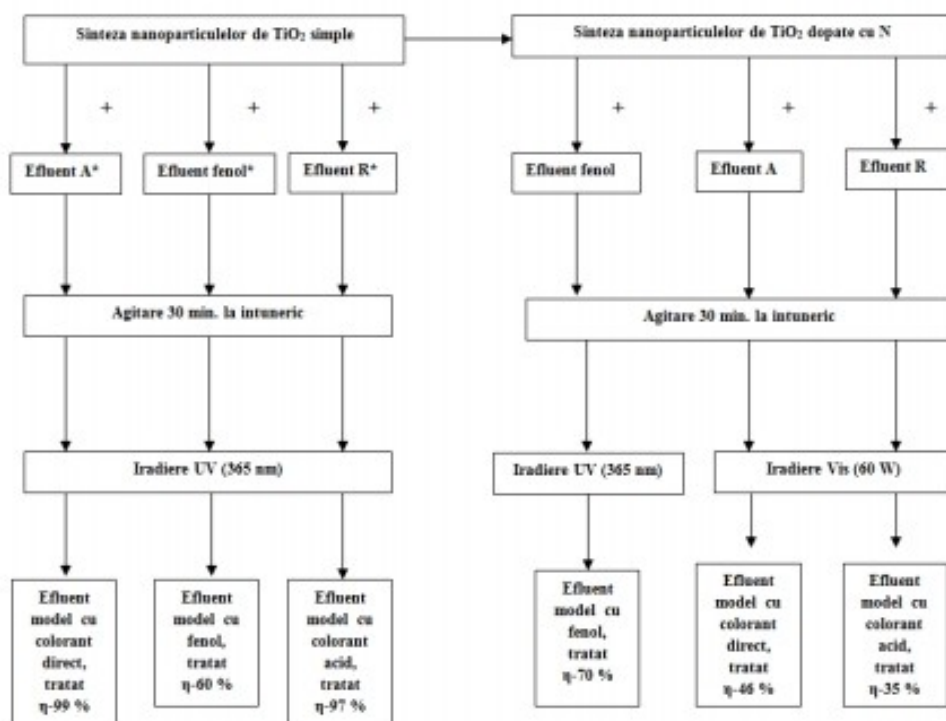 Sinteza nanoparticulelor de TiO₂ simple
Sinteza nanoparticulelor de TiO₂ dopate cu N
+
+
+
+
+
+
Efluent A*
Efluent fenol*
Efluent R*
Efluent fenol
Efluent A
Efluent R
Agitare 30 min. la intuneric
Agitare 30 min. la intuneric
Iradiere UV (365 nm)
Iradiere UV (365 nm)
Iradiere Vis (60 W)
Efluent
model cu
colorant
direct,
tratat
η-99 %
Efluent
model cu
fenol,
tratat
η-60 %
Efluent
model cu
colorant
acid,
tratat
η-97 %
Efluent
model cu
fenol,
tratat
η-70 %
Efluent
model cu
colorant
direct,
tratat
η-46 %
Efluent
model cu
colorant
acid,
tratat
η-35 %